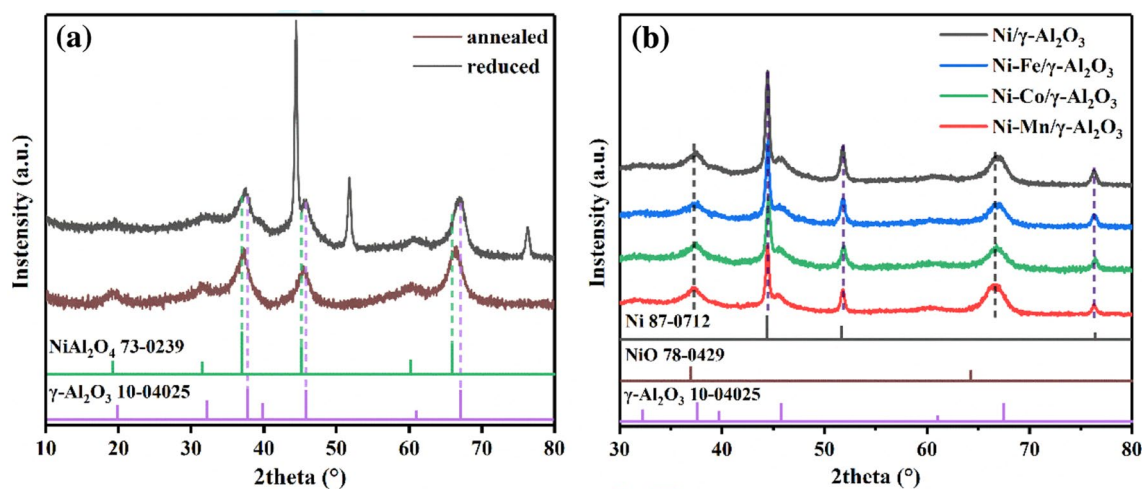 (a)
annealed
reduced
Instensity (a.u.)
NiAl₂O₄ 73-0239
γ-Al₂O₃ 10-04025
10 20 30 40 50 60 70 80
2theta (°)
(b)
Ni/γ-Al₂O₃
Ni-Fe/γ-Al₂O₃
Ni-Co/γ-Al₂O₃
Ni-Mn/γ-Al₂O₃
Instensity (a.u.)
Ni 87-0712
NiO 78-0429
γ-Al₂O₃ 10-04025
30 40 50 60 70 80
2theta (°)